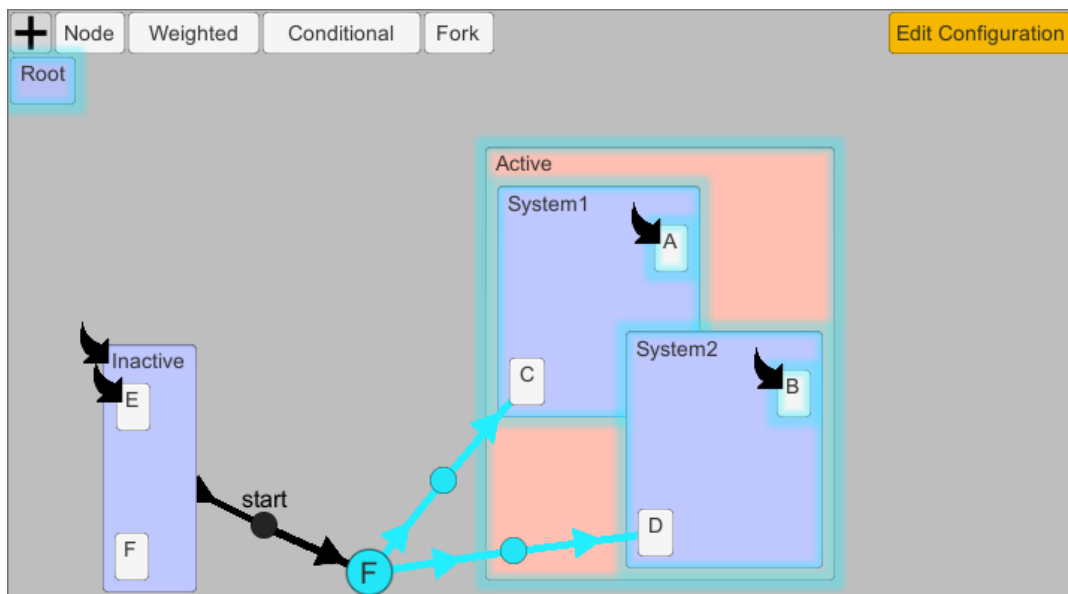 Node Weighted Conditional Fork Edit Configuration
Root
Active
System1
A
System2
Inactive
C
B
E
start
D
F
F